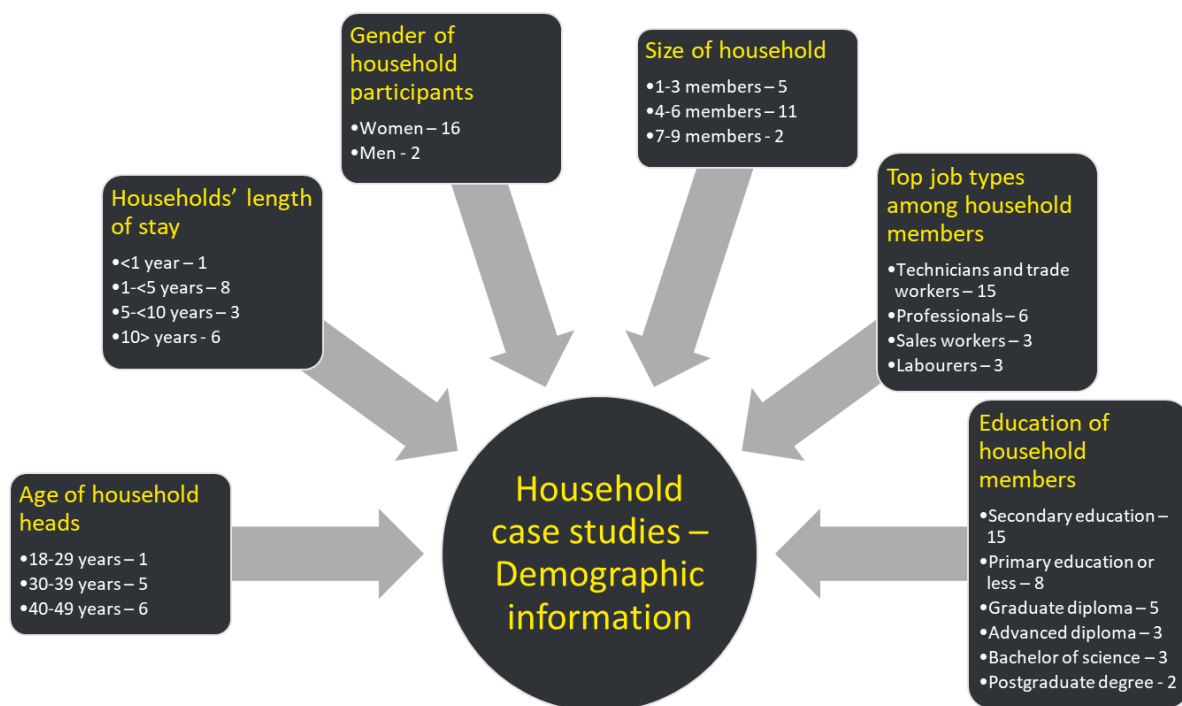 Gender of
household
participants
•Women – 16
•Men - 2
Size of household
•1-3 members – 5
•4-6 members – 11
•7-9 members - 2
Households’ length
of stay
•<1 year – 1
•1-<5 years – 8
•5-<10 years – 3
•10> years - 6
Top job types
among household
members
•Technicians and trade
workers – 15
•Professionals – 6
•Sales workers – 3
•Labourers – 3
Age of household
heads
•18-29 years – 1
•30-39 years – 5
•40-49 years – 6
Education of
household
members
•Secondary education –
15
•Primary education or
less – 8
•Graduate diploma – 5
•Advanced diploma – 3
•Bachelor of science – 3
•Postgraduate degree - 2
Household
case studies –
Demographic
information